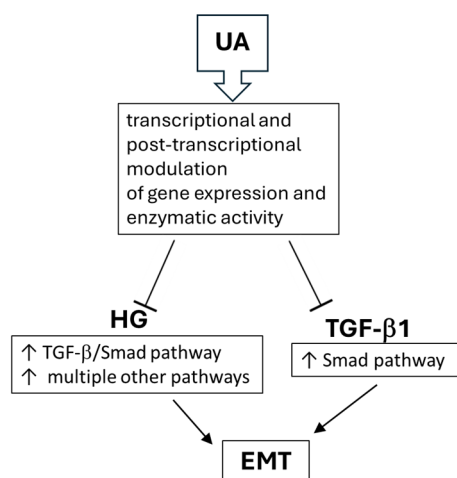 UA
transcriptional and
post-transcriptional
modulation
of gene expression and
enzymatic activity
HG
↑ TGF-β/Smad pathway
↑ multiple other pathways
TGF-β1
↑ Smad pathway
EMT